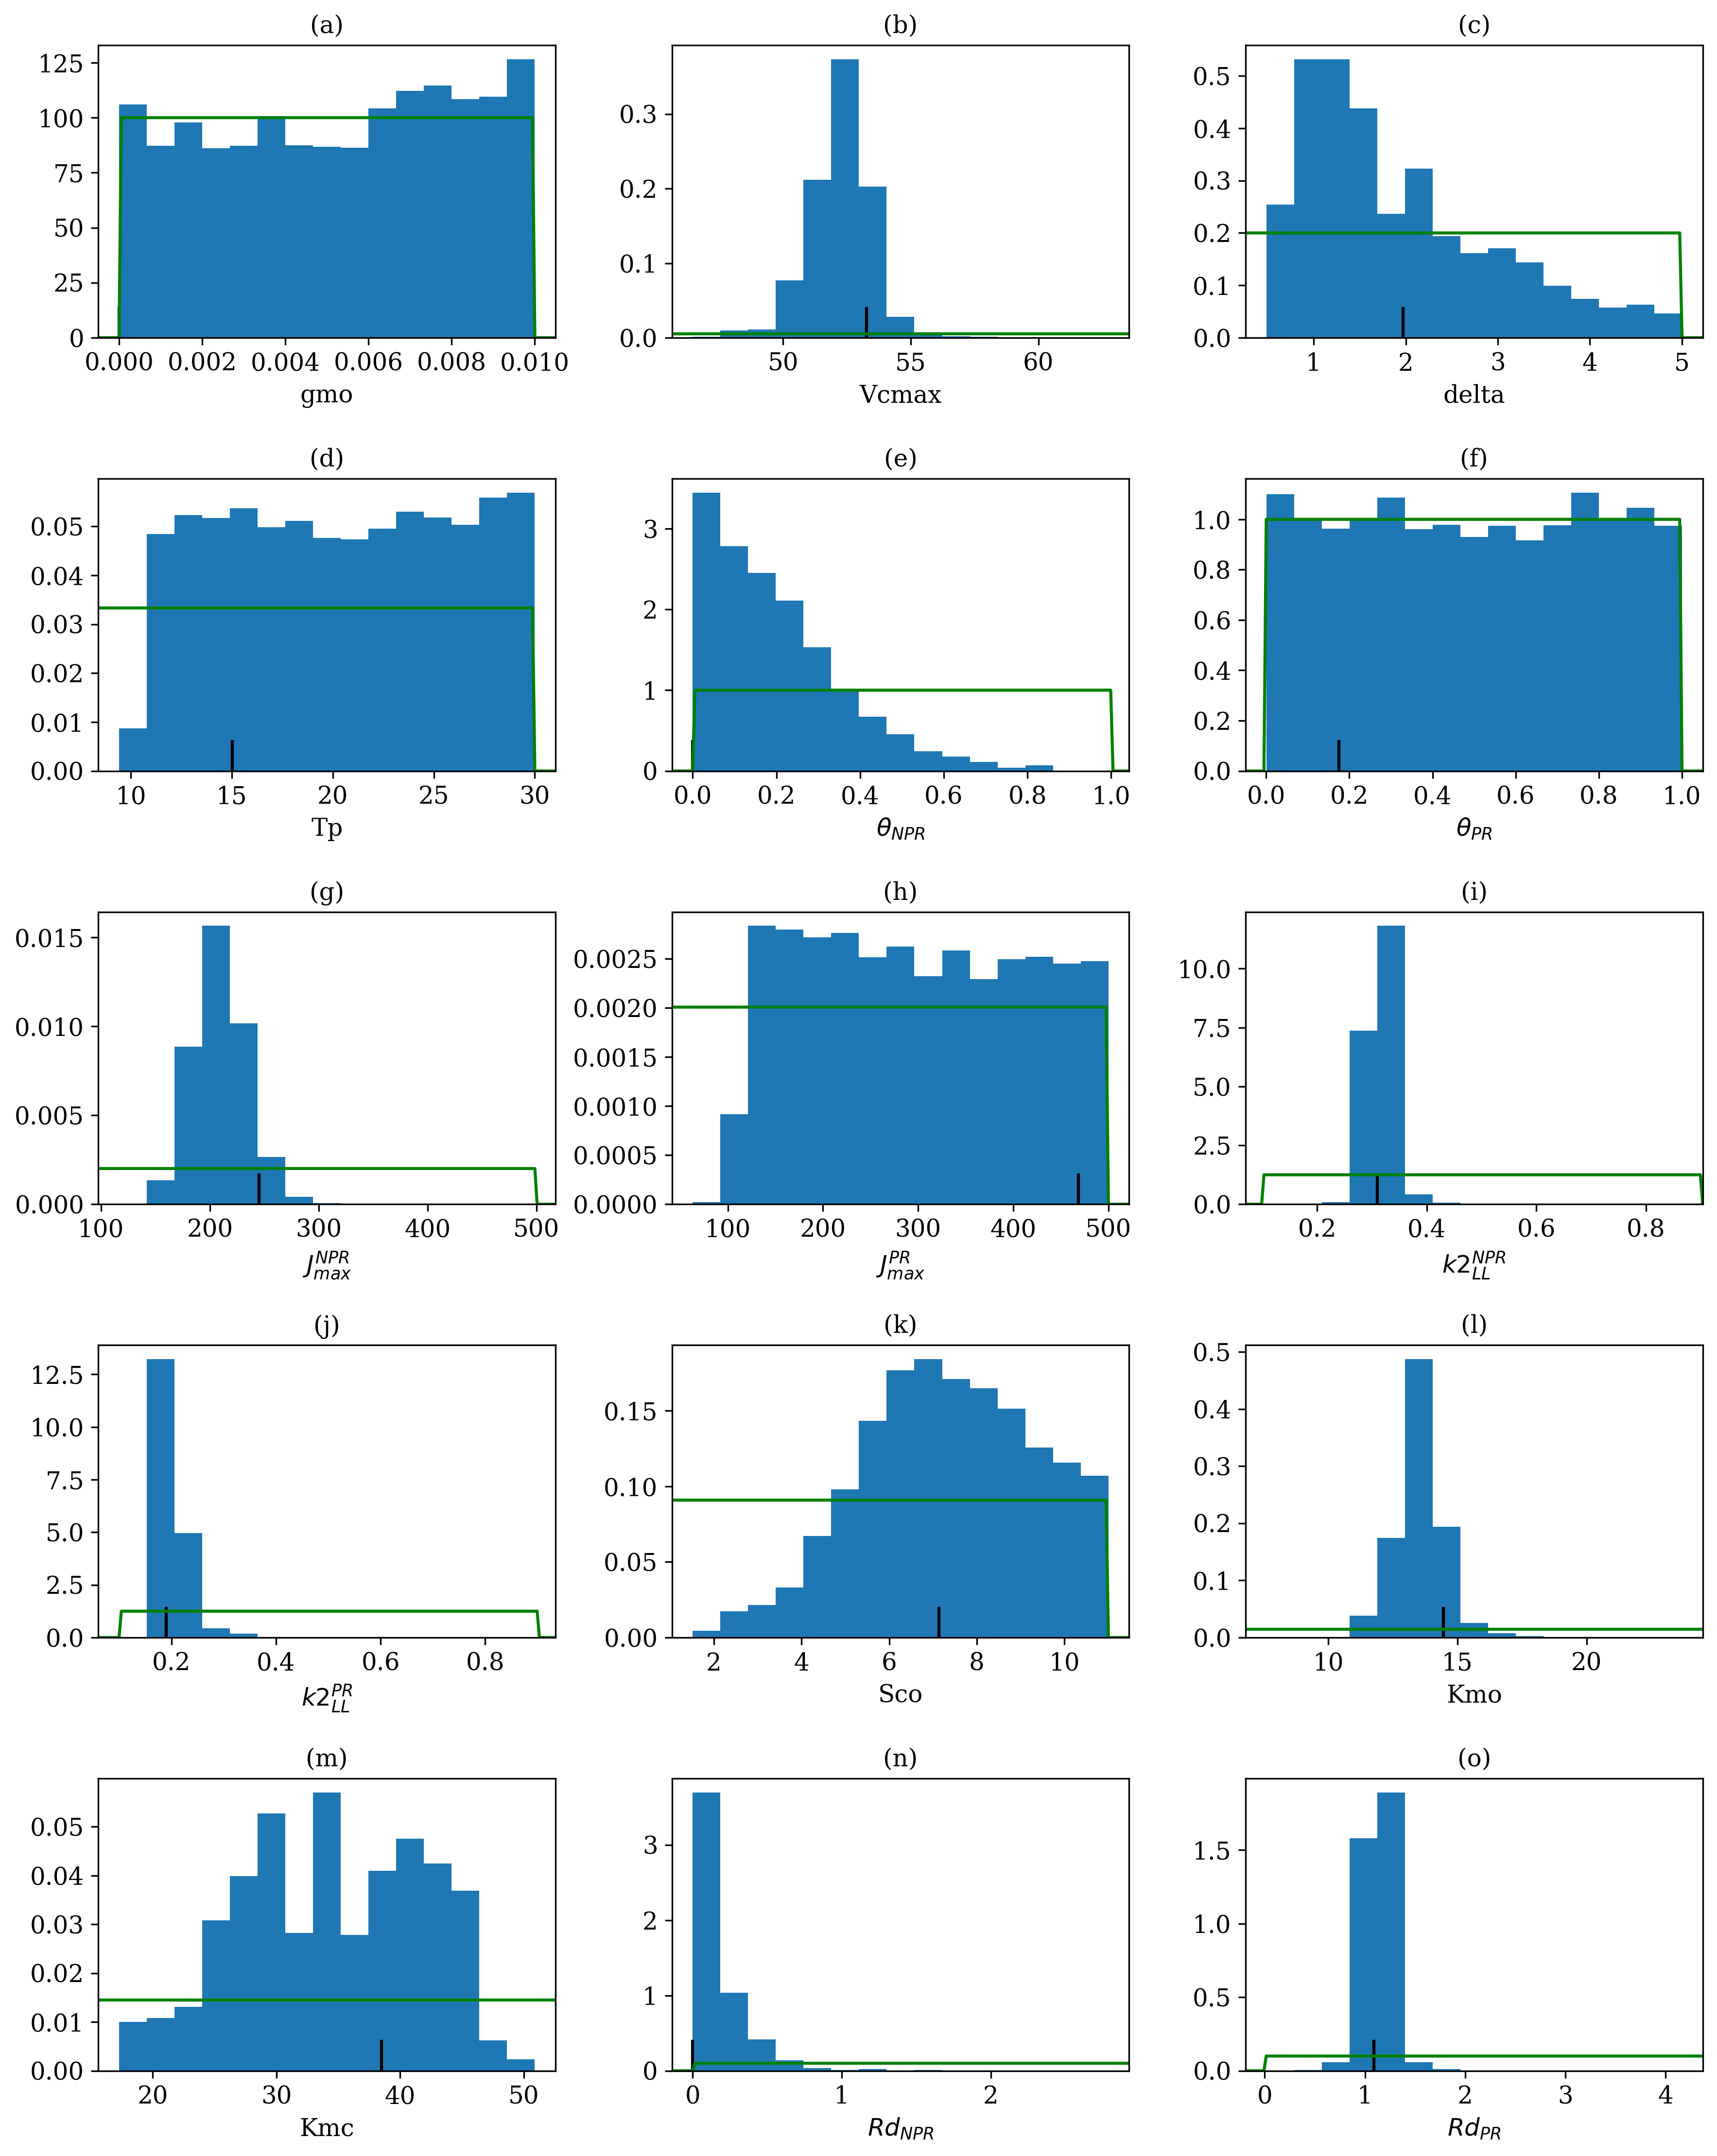 (a)
125
100
75
50
25
0
0.000 0.002 0.004 0.006 0.008 0.010
gmo
(b)
0.3
0.2
0.1
0.0
50 55 60
Vcmax
(c)
0.5
0.4
0.3
0.2
0.1
0.0
1 2 3 4 5
delta
(d)
0.05
0.04
0.03
0.02
0.01
0.00
10 15 20 25 30
Tp
(e)
3
2
1
0
0.0 0.2 0.4 0.6 0.8 1.0
θ_NPR
(f)
1.0
0.8
0.6
0.4
0.2
0.0
0.0 0.2 0.4 0.6 0.8 1.0
θ_PR
(g)
0.015
0.010
0.005
0.000
100 200 300 400 500
J_max^NPR
(h)
0.0025
0.0020
0.0015
0.0010
0.0005
0.0000
100 200 300 400 500
J_max^PR
(i)
10.0
7.5
5.0
2.5
0.0
0.2 0.4 0.6 0.8
k2_LL^NPR
(j)
12.5
10.0
7.5
5.0
2.5
0.0
0.2 0.4 0.6 0.8
k2_LL^PR
(k)
0.15
0.10
0.05
0.00
2 4 6 8 10
Sco
(l)
0.5
0.4
0.3
0.2
0.1
0.0
10 15 20
Kmo
(m)
0.05
0.04
0.03
0.02
0.01
0.00
20 30 40 50
Kmc
(n)
3
2
1
0
0 1 2
Rd_NPR
(o)
1.5
1.0
0.5
0.0
0 1 2 3 4
Rd_PR